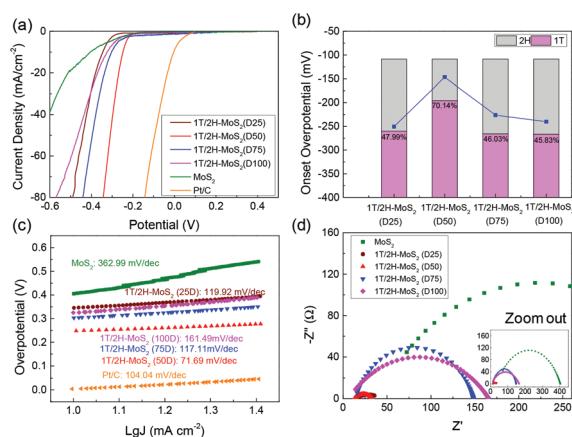 (a)
Current Density (mA/cm⁻²)
0
-20
-40
-60
-80
-0.6 -0.4 -0.2 0.0 0.2 0.4
Potential (V)
1T/2H-MoS₂(D25)
1T/2H-MoS₂(D50)
1T/2H-MoS₂(D75)
1T/2H-MoS₂(D100)
MoS₂
Pt/C
(b)
Onset Overpotential (mV)
-50
-100
-150
-200
-250
-300
-350
-400
2H 1T
47.99%
70.14%
46.03%
45.83%
1T/2H-MoS₂ 1T/2H-MoS₂ 1T/2H-MoS₂ 1T/2H-MoS₂
(D25) (D50) (D75) (D100)
(c)
Overpotential (V)
0.6
0.5
0.4
0.3
0.2
0.1
0.0
MoS₂: 362.99 mV/dec
1T/2H-MoS₂ (25D): 119.92 mV/dec
1T/2H-MoS₂ (100D): 161.49mV/dec
1T/2H-MoS₂ (75D): 117.11mV/dec
1T/2H-MoS₂ (50D): 71.69 mV/dec
Pt/C: 104.04 mV/dec
1.0 1.1 1.2 1.3 1.4
LgJ (mA cm⁻²)
(d)
-Z" (Ω)
160
120
80
40
0
MoS₂
1T/2H-MoS₂ (D25)
1T/2H-MoS₂ (D50)
1T/2H-MoS₂ (D75)
1T/2H-MoS₂ (D100)
Zoom out
160
120
80
40
0
0 100 200 300 400
0 50 100 150 200 250
Z'